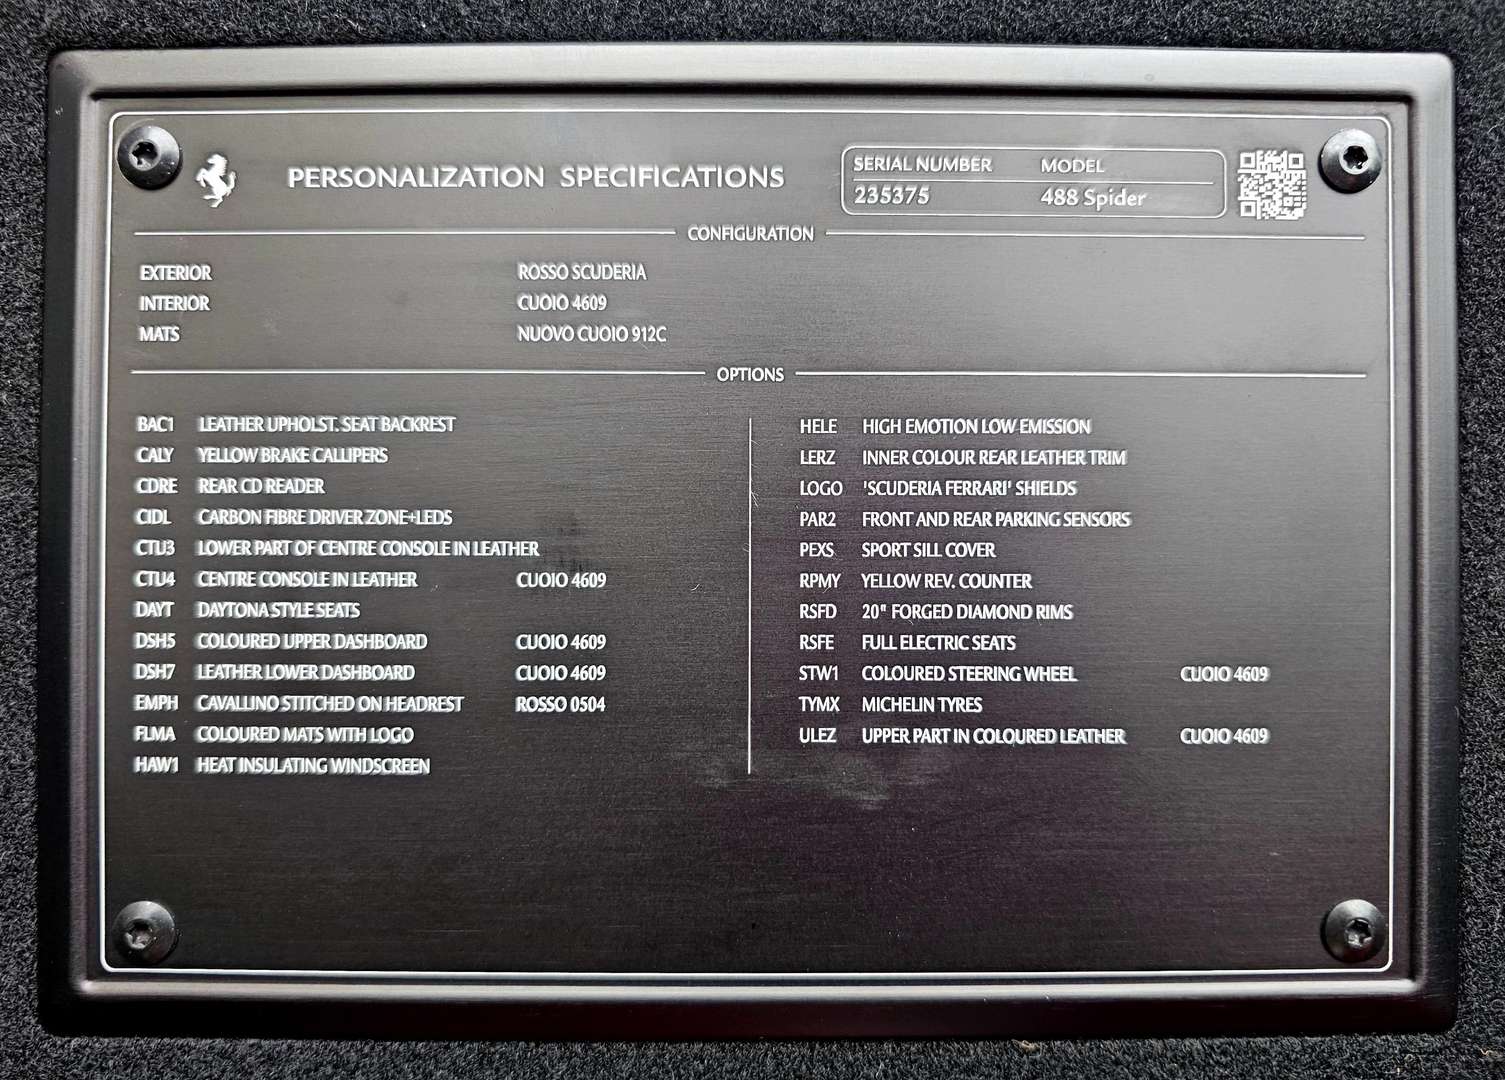 PERSONALIZATION SPECIFICATIONS
SERIAL NUMBER MODEL
235375 488 Spider
CONFIGURATION
EXTERIOR ROSSO SCUDERIA
INTERIOR CUOIO 4609
MATS NUOVO CUOIO 912C
OPTIONS
BAC1 LEATHER UPHOLST. SEAT BACKREST
CALY YELLOW BRAKE CALLIPERS
CDRE REAR CD READER
CIDL CARBON FIBRE DRIVER ZONE+LEDS
CTU3 LOWER PART OF CENTRE CONSOLE IN LEATHER
CTU4 CENTRE CONSOLE IN LEATHER CUOIO 4609
DAYT DAYTONA STYLE SEATS
DSH5 COLOURED UPPER DASHBOARD CUOIO 4609
DSH7 LEATHER LOWER DASHBOARD CUOIO 4609
EMPH CAVALLINO STITCHED ON HEADREST ROSSO 0504
FLMA COLOURED MATS WITH LOGO
HAW1 HEAT INSULATING WINDSCREEN
HELE HIGH EMOTION LOW EMISSION
LERZ INNER COLOUR REAR LEATHER TRIM
LOGO 'SCUDERIA FERRARI' SHIELDS
PAR2 FRONT AND REAR PARKING SENSORS
PEXS SPORT SILL COVER
RPMY YELLOW REV. COUNTER
RSFD 20" FORGED DIAMOND RIMS
RSFE FULL ELECTRIC SEATS
STW1 COLOURED STEERING WHEEL CUOIO 4609
TYMX MICHELIN TYRES
ULEZ UPPER PART IN COLOURED LEATHER CUOIO 4609